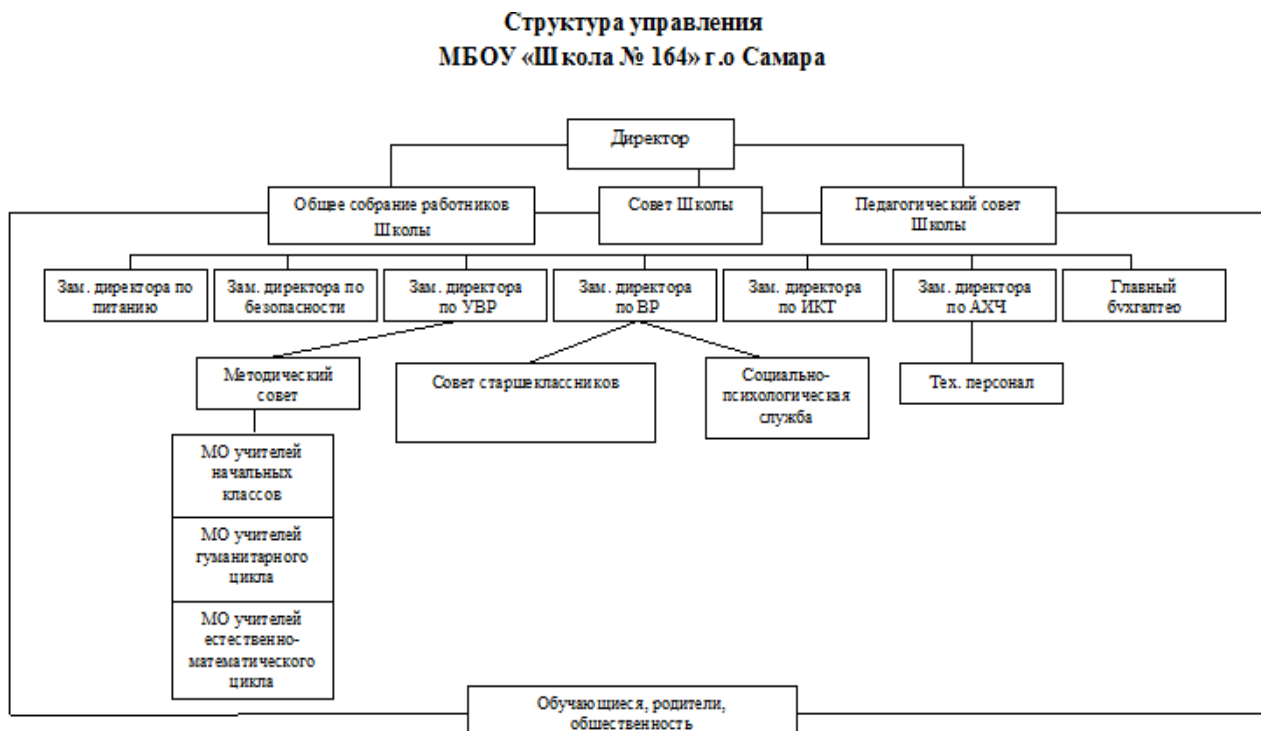 Структура управления
МБОУ «Школа № 164» г.о Самара
Директор
Общее собрание работников
Школы
Совет Школы
Педагогический совет
Школы
Зам. директора по
питанию
Зам. директора по
безопасности
Зам. директора
по УВР
Зам. директора
по ВР
Зам. директора
по ИКТ
Зам. директора
по АХЧ
Главный
бухгалтер
Методический
совет
Совет старшеклассников
Социально-
психологическая
служба
Тех. персонал
МО учителей
начальных
классов
МО учителей
гуманитарного
цикла
МО учителей
естественно-
математического
цикла
Обучающиеся, родители,
общественность